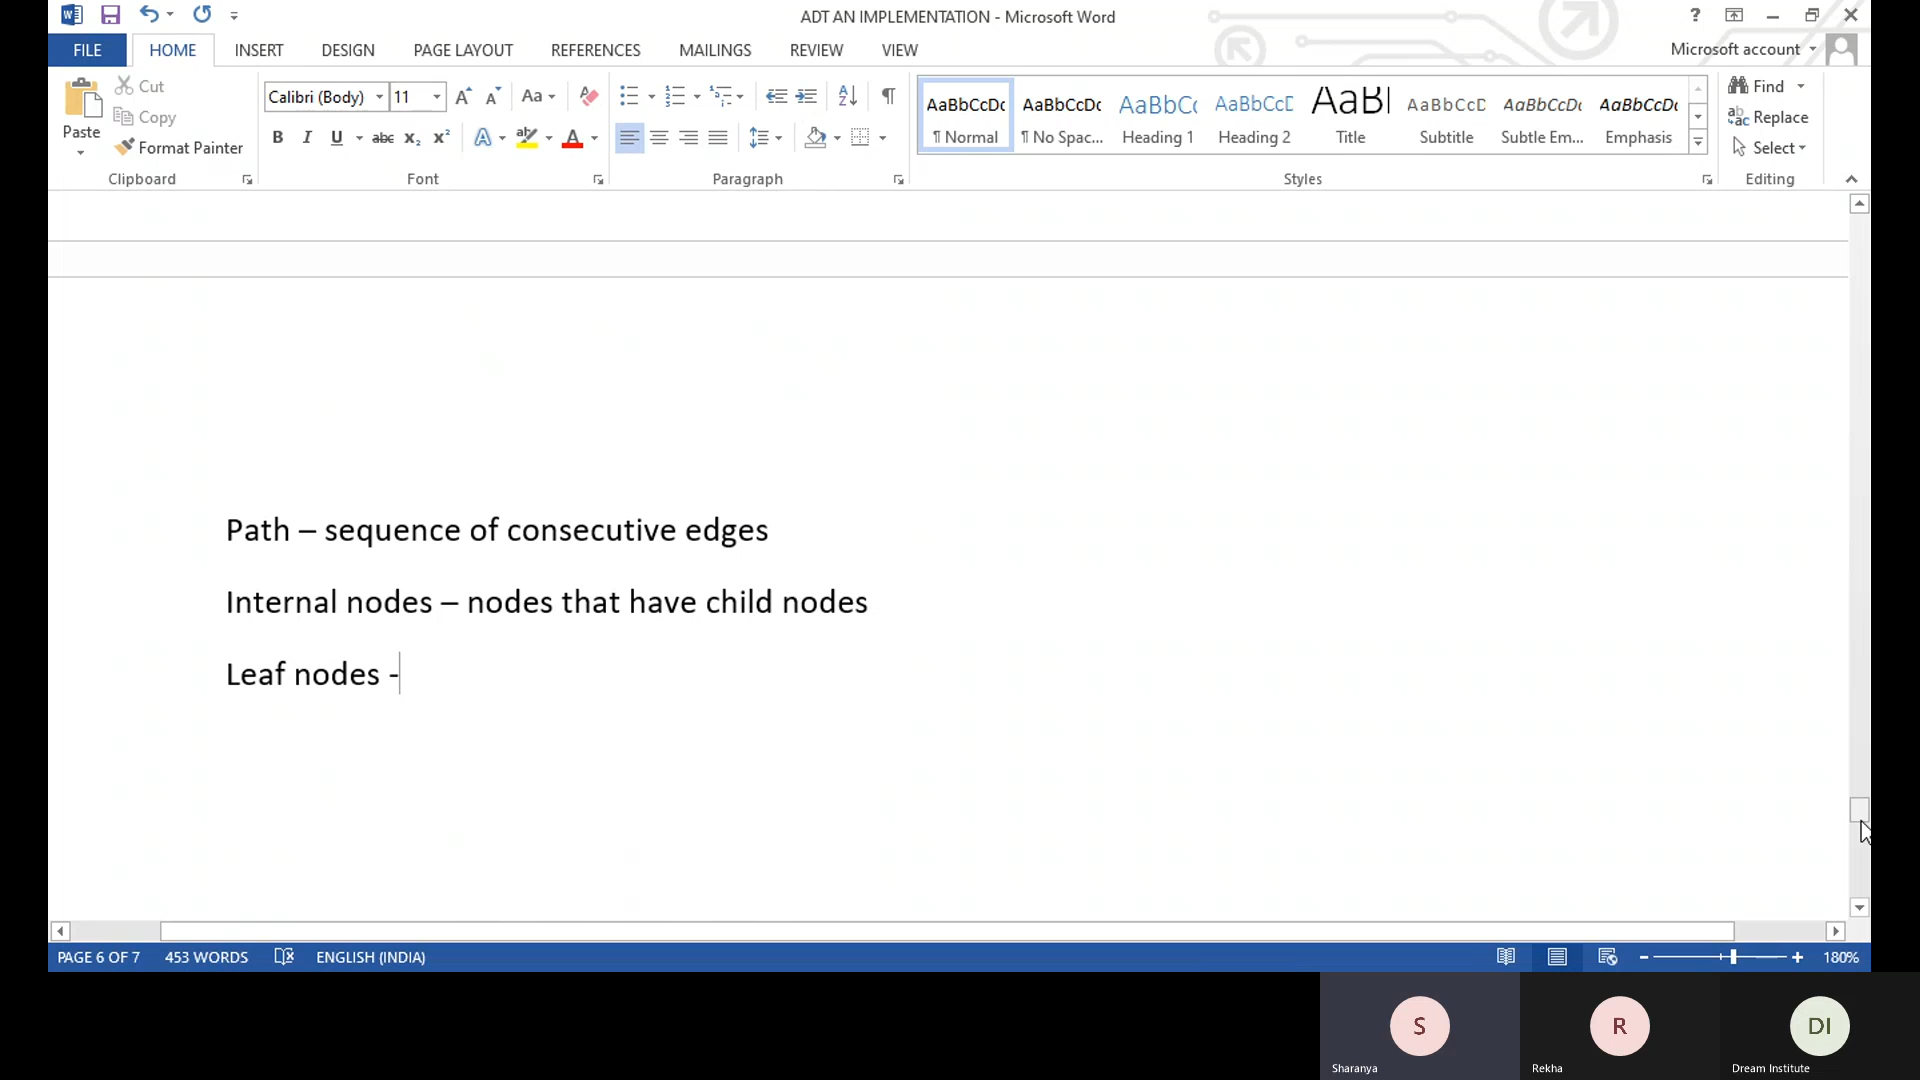 ADT AN IMPLEMENTATION - Microsoft Word
?
FILE HOME INSERT DESIGN PAGE LAYOUT REFERENCES MAILINGS REVIEW VIEW Microsoft account
Paste
Cut
Copy
Format Painter
Clipboard
Calibri (Body) 11 Aa
B I U abc X₂ X² A A
Font
Paragraph
AaBbCcDc AaBbCcDc AaBbCc AaBbCcD AaBl AaBbCcD AaBbCcDc AaBbCcDc
¶ Normal ¶ No Spac... Heading 1 Heading 2 Title Subtitle Subtle Em... Emphasis
Styles
Find
Replace
Select
Editing
Path – sequence of consecutive edges
Internal nodes – nodes that have child nodes
Leaf nodes -
PAGE 6 OF 7 453 WORDS ENGLISH (INDIA) 180%
S R DI
Sharanya Rekha Dream Institute